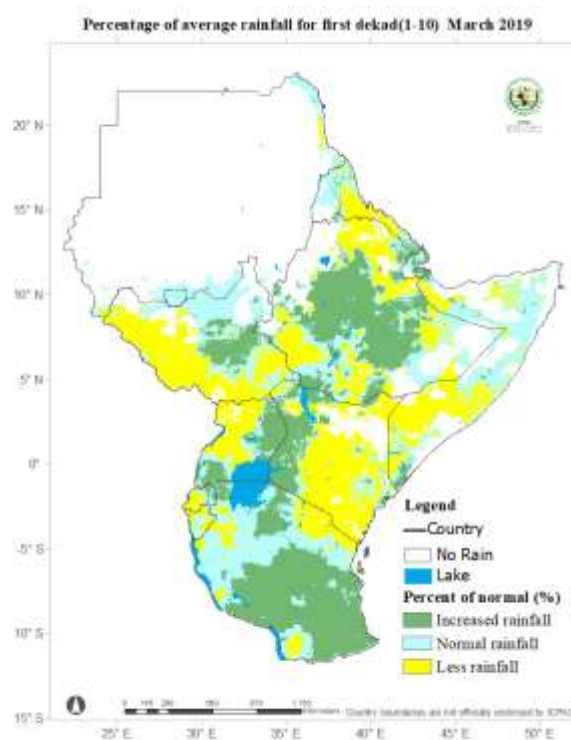 Percentage of average rainfall for first dekad(1-10) March 2019
20° N
15° N
10° N
5° N
0°
5° S
10° S
15° S
25° E
30° E
35° E
40° E
45° E
50° E
Legend
Country
No Rain
Lake
Percent of normal (%)
Increased rainfall
Normal rainfall
Less rainfall
Country boundaries are not officially endorsed by ICPAC